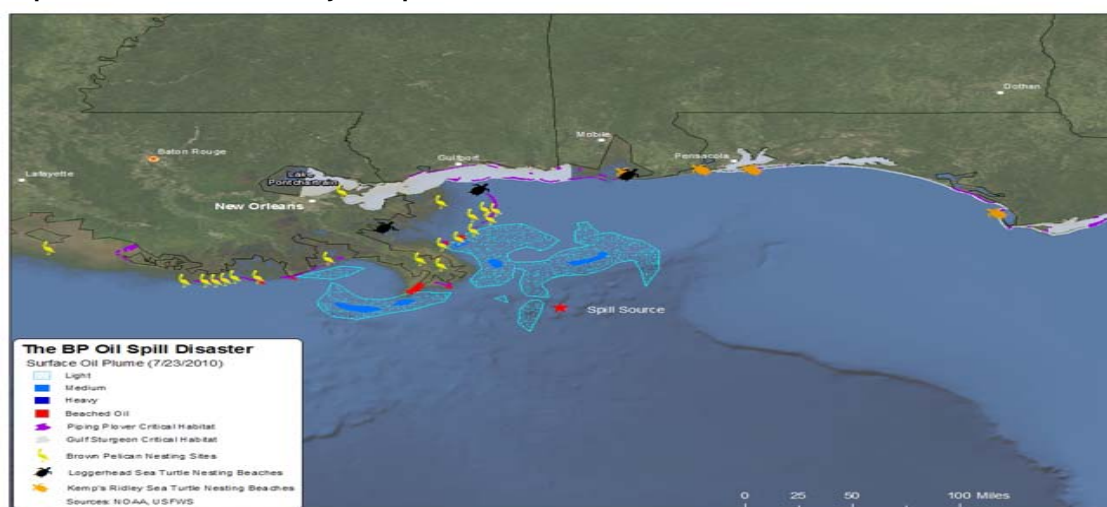 Dothan
Mobile
Baton Rouge
Gulfport
Pensacola
Lafayette
Lake
Pontchartrain
New Orleans
Spill Source
The BP Oil Spill Disaster
Surface Oil Plume (7/23/2010)
Light
Medium
Heavy
Beached Oil
Piping Plover Critical Habitat
Gulf Sturgeon Critical Habitat
Brown Pelican Nesting Sites
Loggerhead Sea Turtle Nesting Beaches
Kemp's Ridley Sea Turtle Nesting Beaches
Sources: NOAA, USFWS
0 25 50 100 Miles